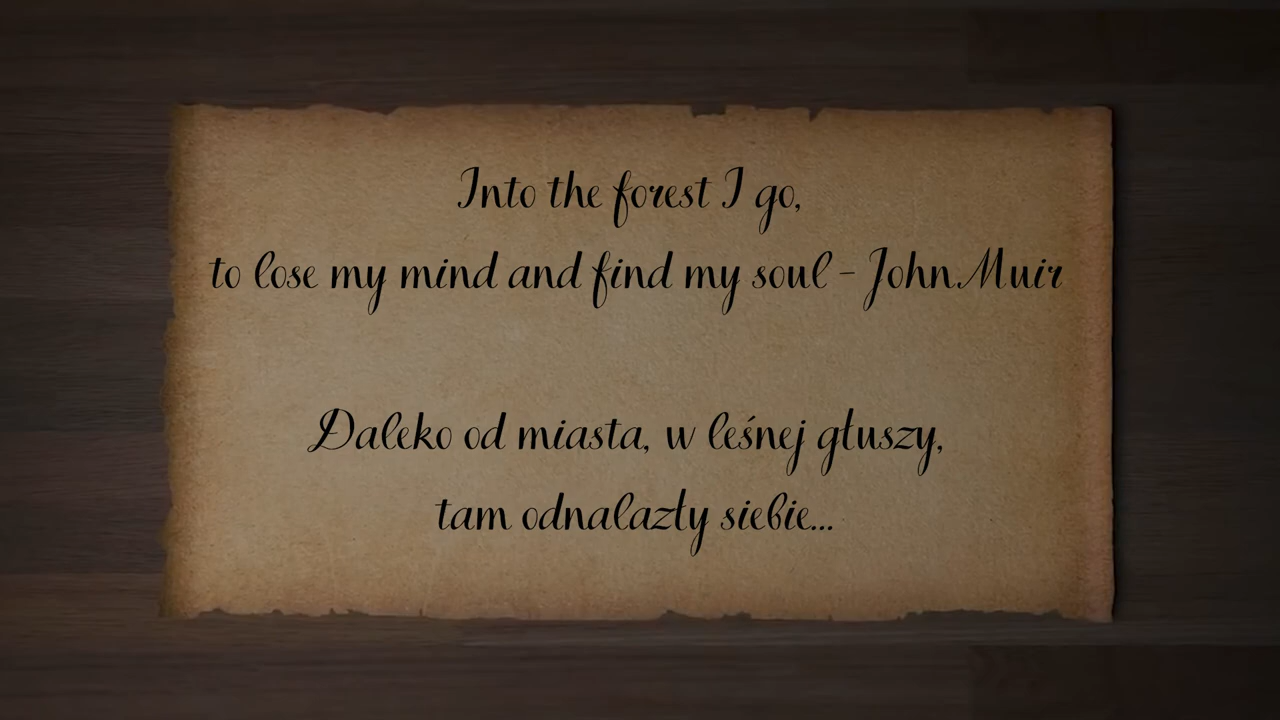 Into the forest I go,
to lose my mind and find my soul - John Muir
Daleko od miasta, w leśnej głuszy,
tam odnalazły siebie...